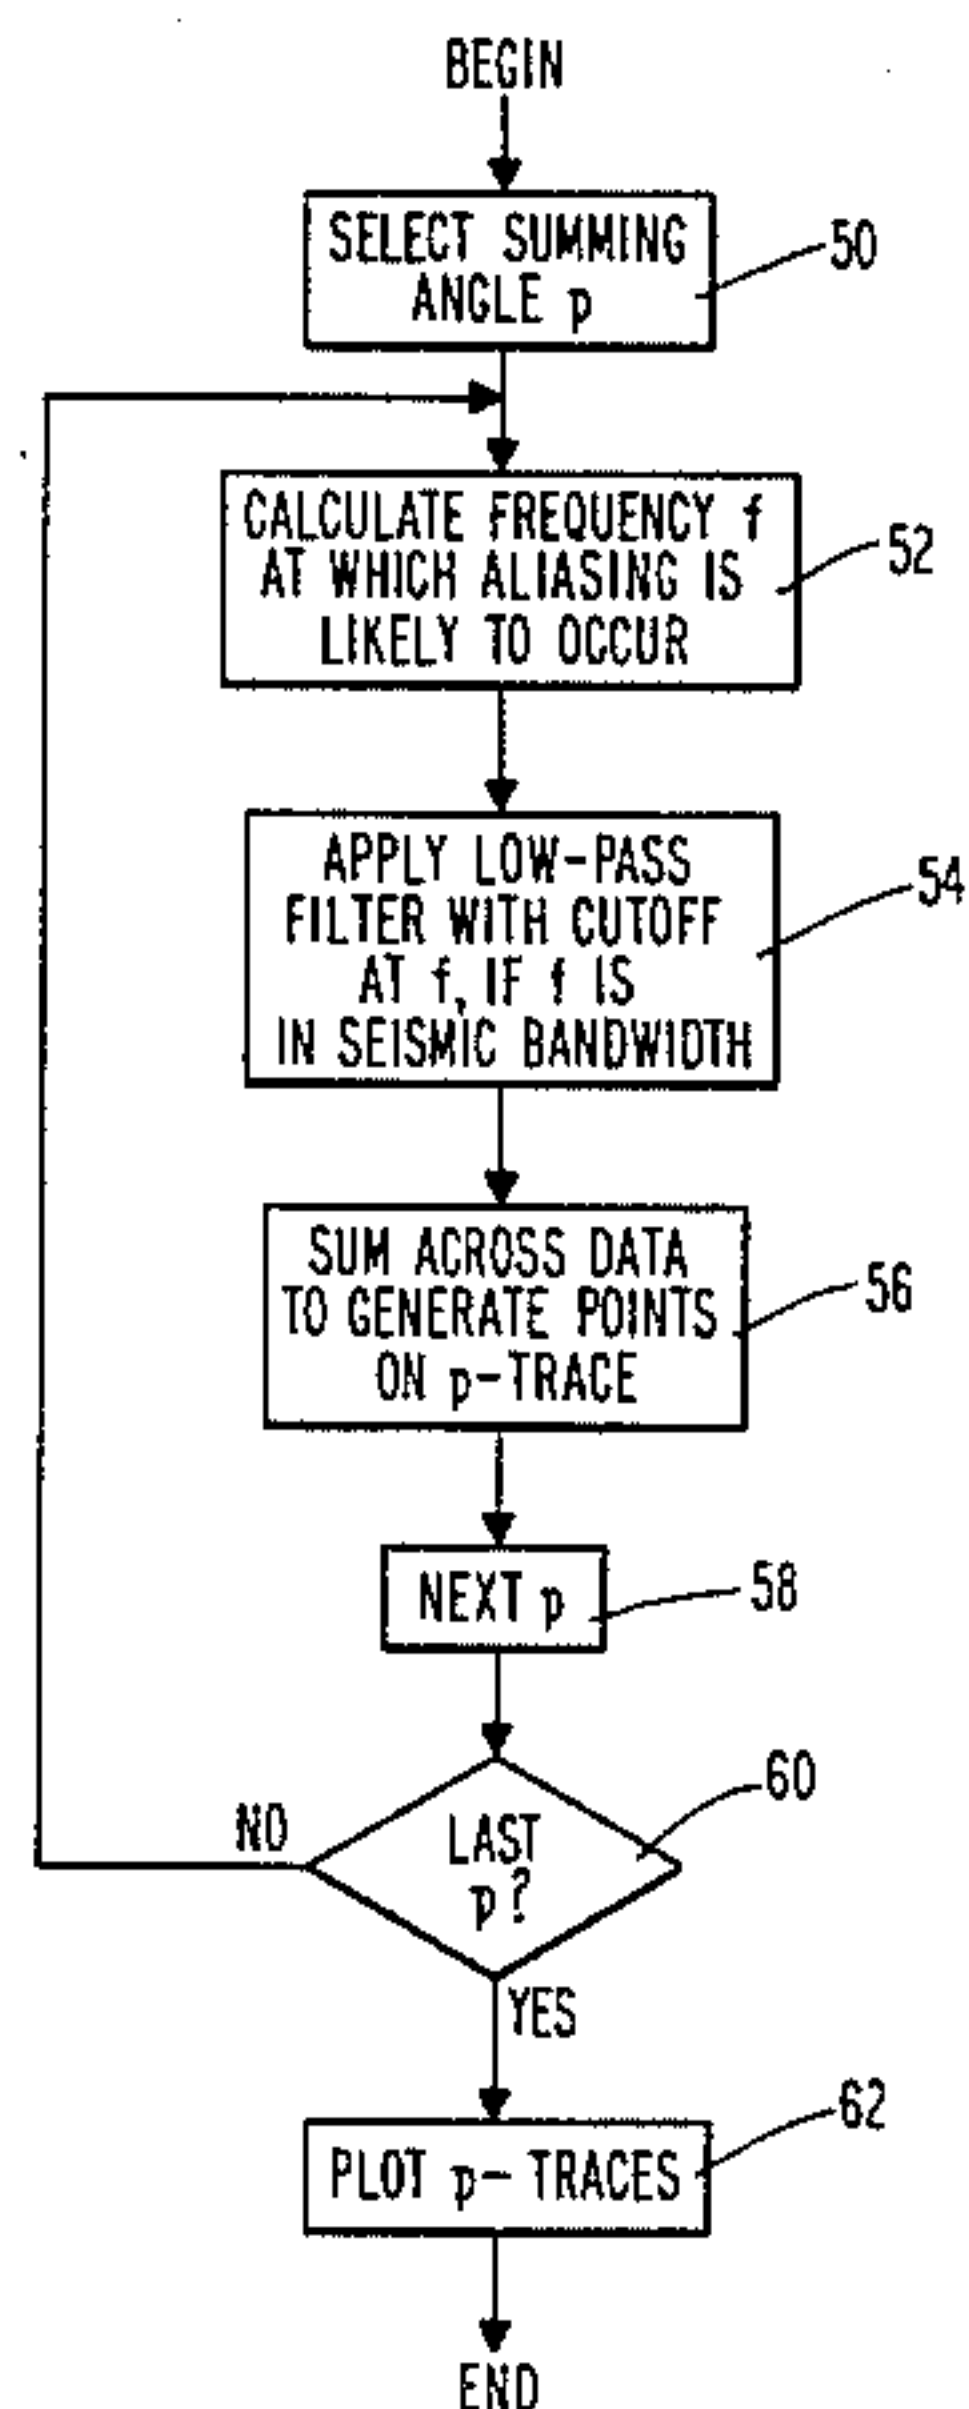 BEGIN
SELECT SUMMING
ANGLE p
50
CALCULATE FREQUENCY f
AT WHICH ALIASING IS
LIKELY TO OCCUR
52
APPLY LOW-PASS
FILTER WITH CUTOFF
AT f, IF f IS
IN SEISMIC BANDWIDTH
54
SUM ACROSS DATA
TO GENERATE POINTS
ON p-TRACE
56
NEXT p
58
LAST
p?
60
NO
YES
PLOT p- TRACES
62
END